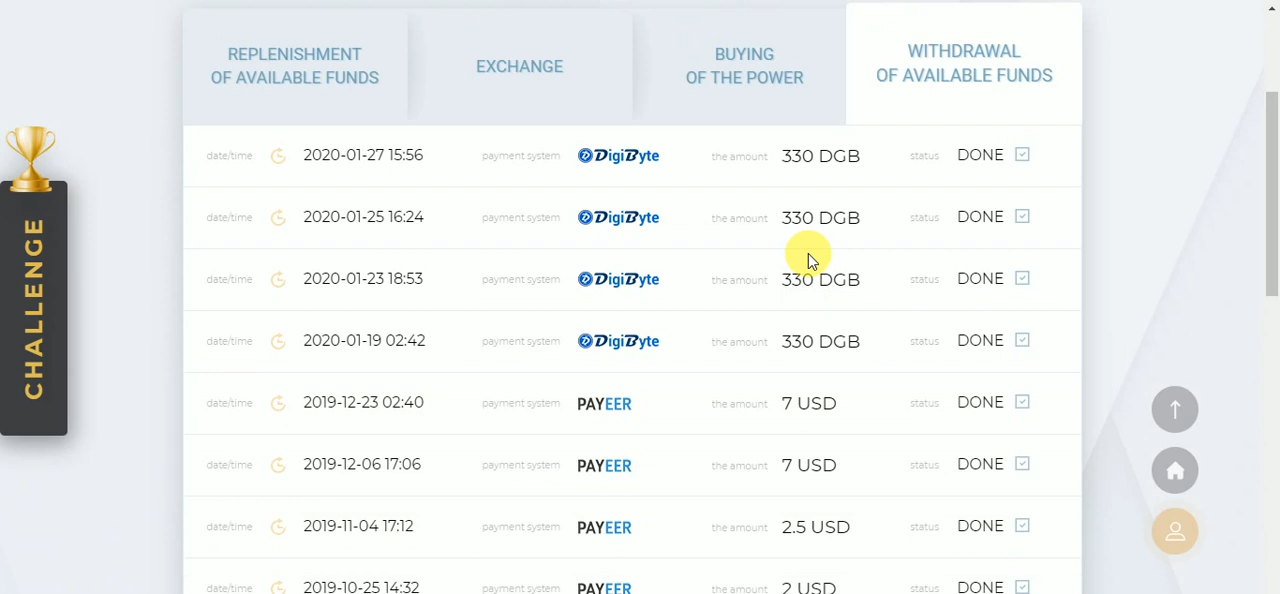 REPLENISHMENT
OF AVAILABLE FUNDS
EXCHANGE
BUYING
OF THE POWER
WITHDRAWAL
OF AVAILABLE FUNDS
CHALLENGE
date/time 2020-01-27 15:56 payment system DigiByte the amount 330 DGB status DONE
date/time 2020-01-25 16:24 payment system DigiByte the amount 330 DGB status DONE
date/time 2020-01-23 18:53 payment system DigiByte the amount 330 DGB status DONE
date/time 2020-01-19 02:42 payment system DigiByte the amount 330 DGB status DONE
date/time 2019-12-23 02:40 payment system PAYEER the amount 7 USD status DONE
date/time 2019-12-06 17:06 payment system PAYEER the amount 7 USD status DONE
date/time 2019-11-04 17:12 payment system PAYEER the amount 2.5 USD status DONE
date/time 2019-10-25 14:32 payment system PAYEER the amount 2 USD status DONE